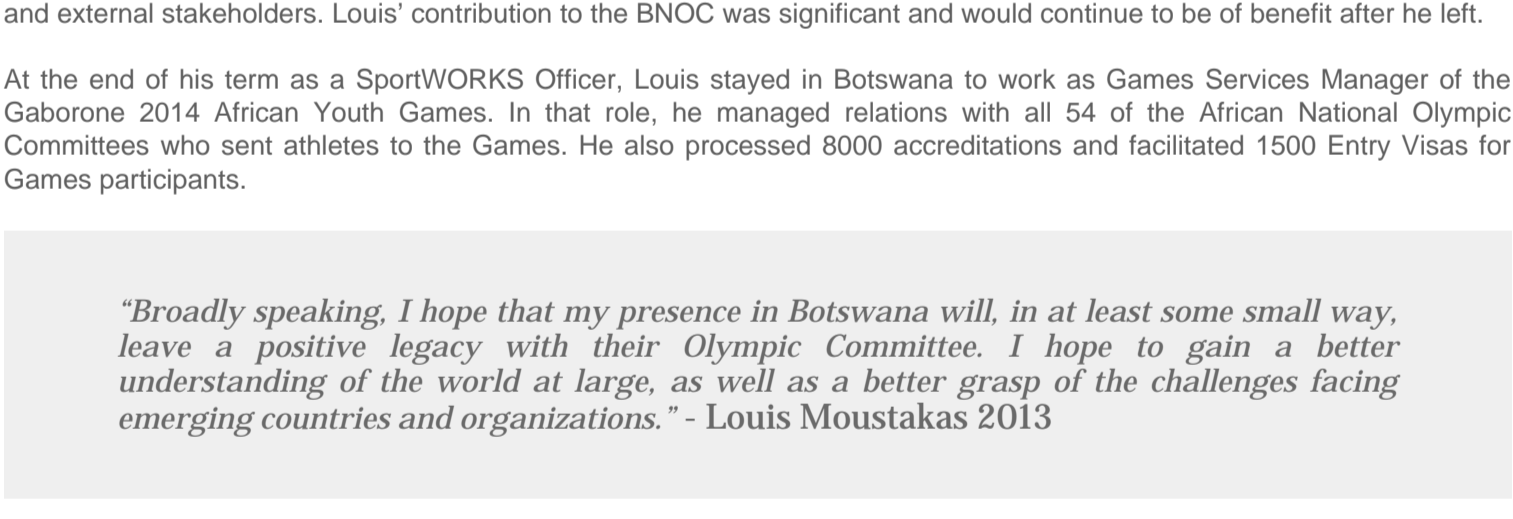 and external stakeholders. Louis’ contribution to the BNOC was significant and would continue to be of benefit after he left.
At the end of his term as a SportWORKS Officer, Louis stayed in Botswana to work as Games Services Manager of the
Gaborone 2014 African Youth Games. In that role, he managed relations with all 54 of the African National Olympic
Committees who sent athletes to the Games. He also processed 8000 accreditations and facilitated 1500 Entry Visas for
Games participants.
“Broadly speaking, I hope that my presence in Botswana will, in at least some small way,
leave a positive legacy with their Olympic Committee. I hope to gain a better
understanding of the world at large, as well as a better grasp of the challenges facing
emerging countries and organizations.” - Louis Moustakas 2013